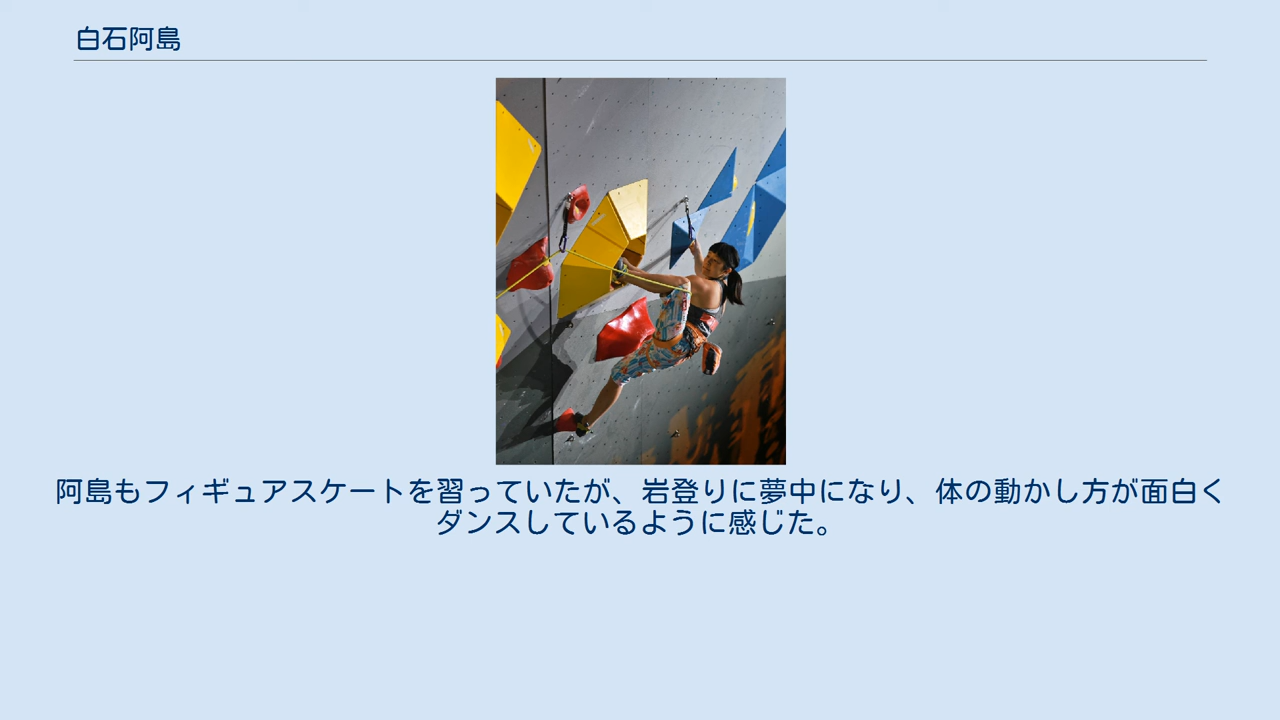 白石阿島
阿島もフィギュアスケートを習っていたが、岩登りに夢中になり、体の動かし方が面白く
ダンスしているように感じた。